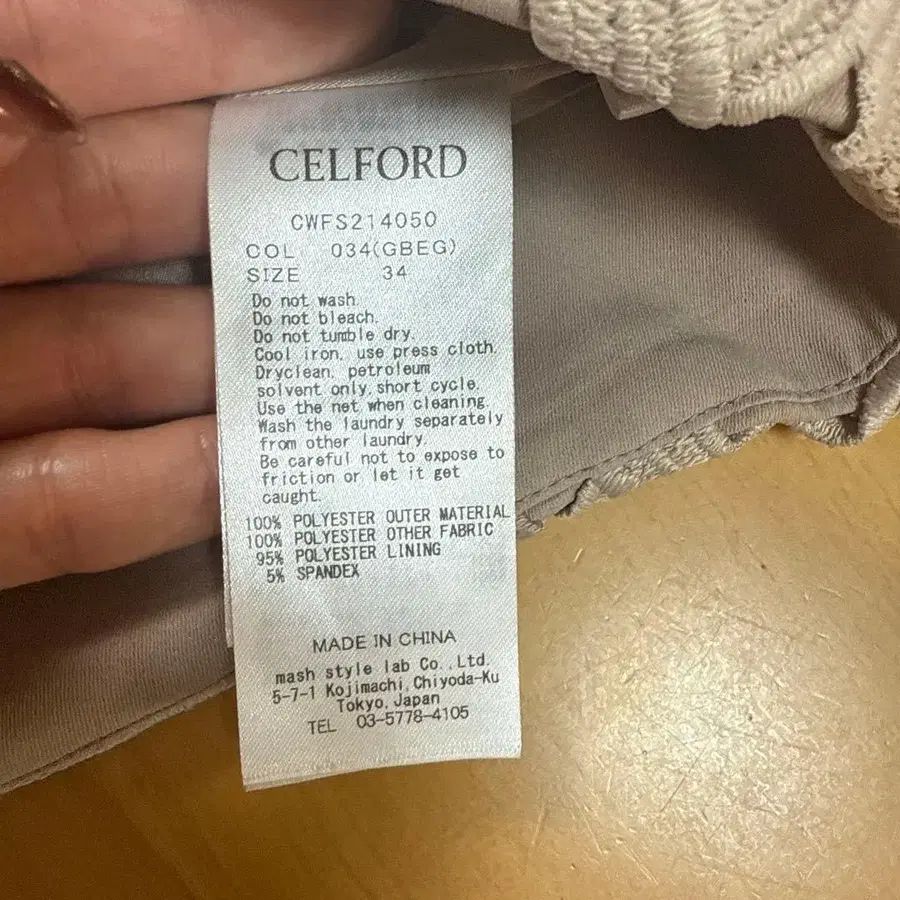 CELFORD
CWFS214050
COL 034(GBEG)
SIZE 34
Do not wash.
Do not bleach.
Do not tumble dry.
Cool iron, use press cloth.
Dryclean, petroleum
solvent only,short cycle.
Use the net when cleaning.
Wash the laundry separately
from other laundry.
Be careful not to expose to
friction or let it get
caught.
100% POLYESTER OUTER MATERIAL
100% POLYESTER OTHER FABRIC
95% POLYESTER LINING
5% SPANDEX
MADE IN CHINA
mash style lab Co.,Ltd.
5-7-1 Kojimachi,Chiyoda-Ku
Tokyo,Japan
TEL 03-5778-4105